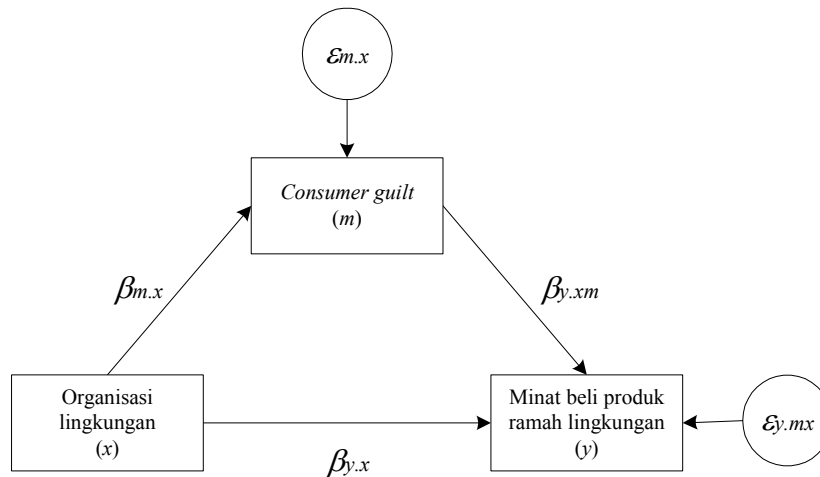 εm.x
Consumer guilt
(m)
βm.x
βy.xm
Organisasi
lingkungan
(x)
Minat beli produk
ramah lingkungan
(y)
εy.mx
βy.x